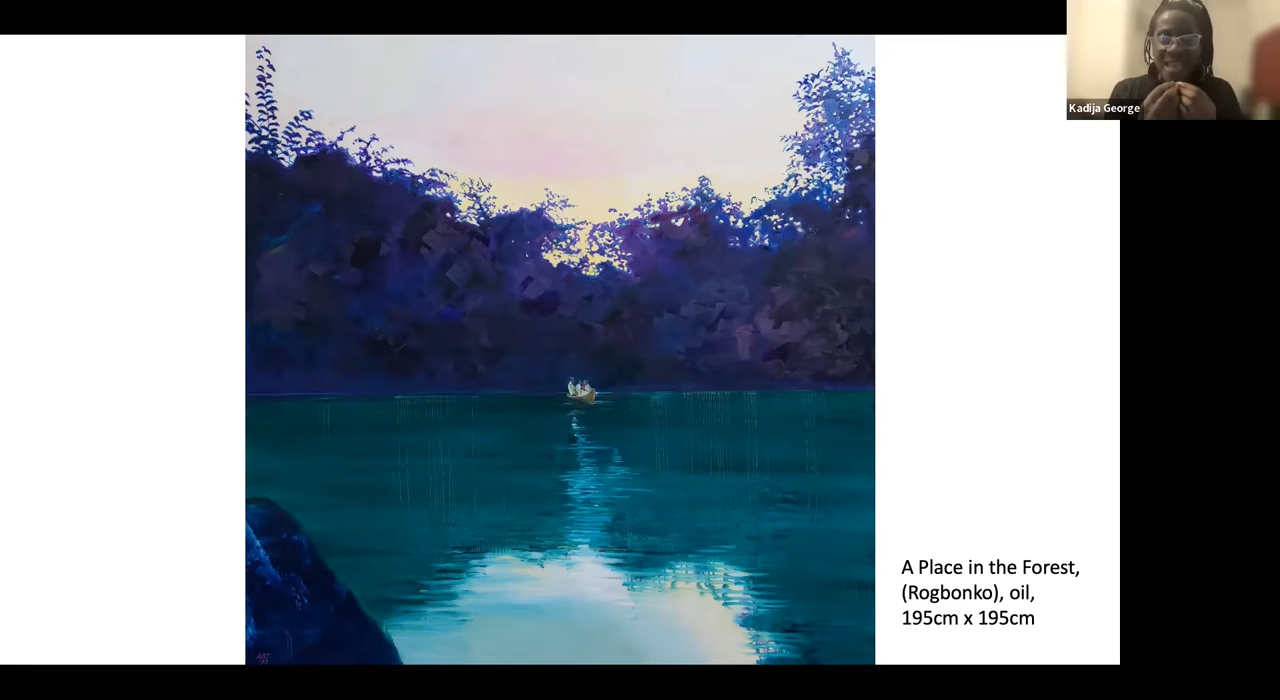 Kadija George
A Place in the Forest,
(Rogbonko), oil,
195cm x 195cm